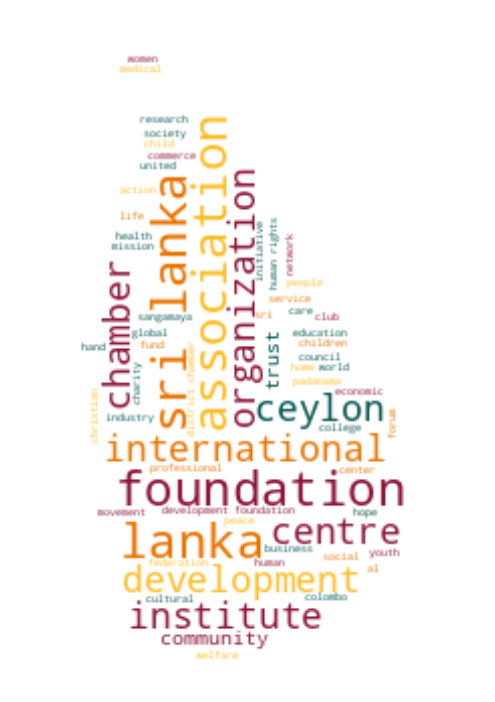 women
medical
research
society
child
commerce
united
action
life
health
mission
sri lanka
association
organization
chamber
initiative
human rights
network
people
service
sri
care
club
sangamaya
global
fund
hand
charity
district chamber
trust
education
children
council
home
world
padanama
economic
christian
industry
ceylon
college
forum
international
professional
center
foundation
movement
development foundation
hope
peace
lanka
centre
business
youth
federation
human
social
al
development
cultural
colombo
institute
community
welfare